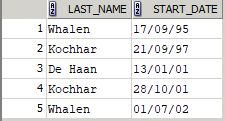 LAST_NAME START_DATE
1 Whalen 17/09/95
2 Kochhar 21/09/97
3 De Haan 13/01/01
4 Kochhar 28/10/01
5 Whalen 01/07/02